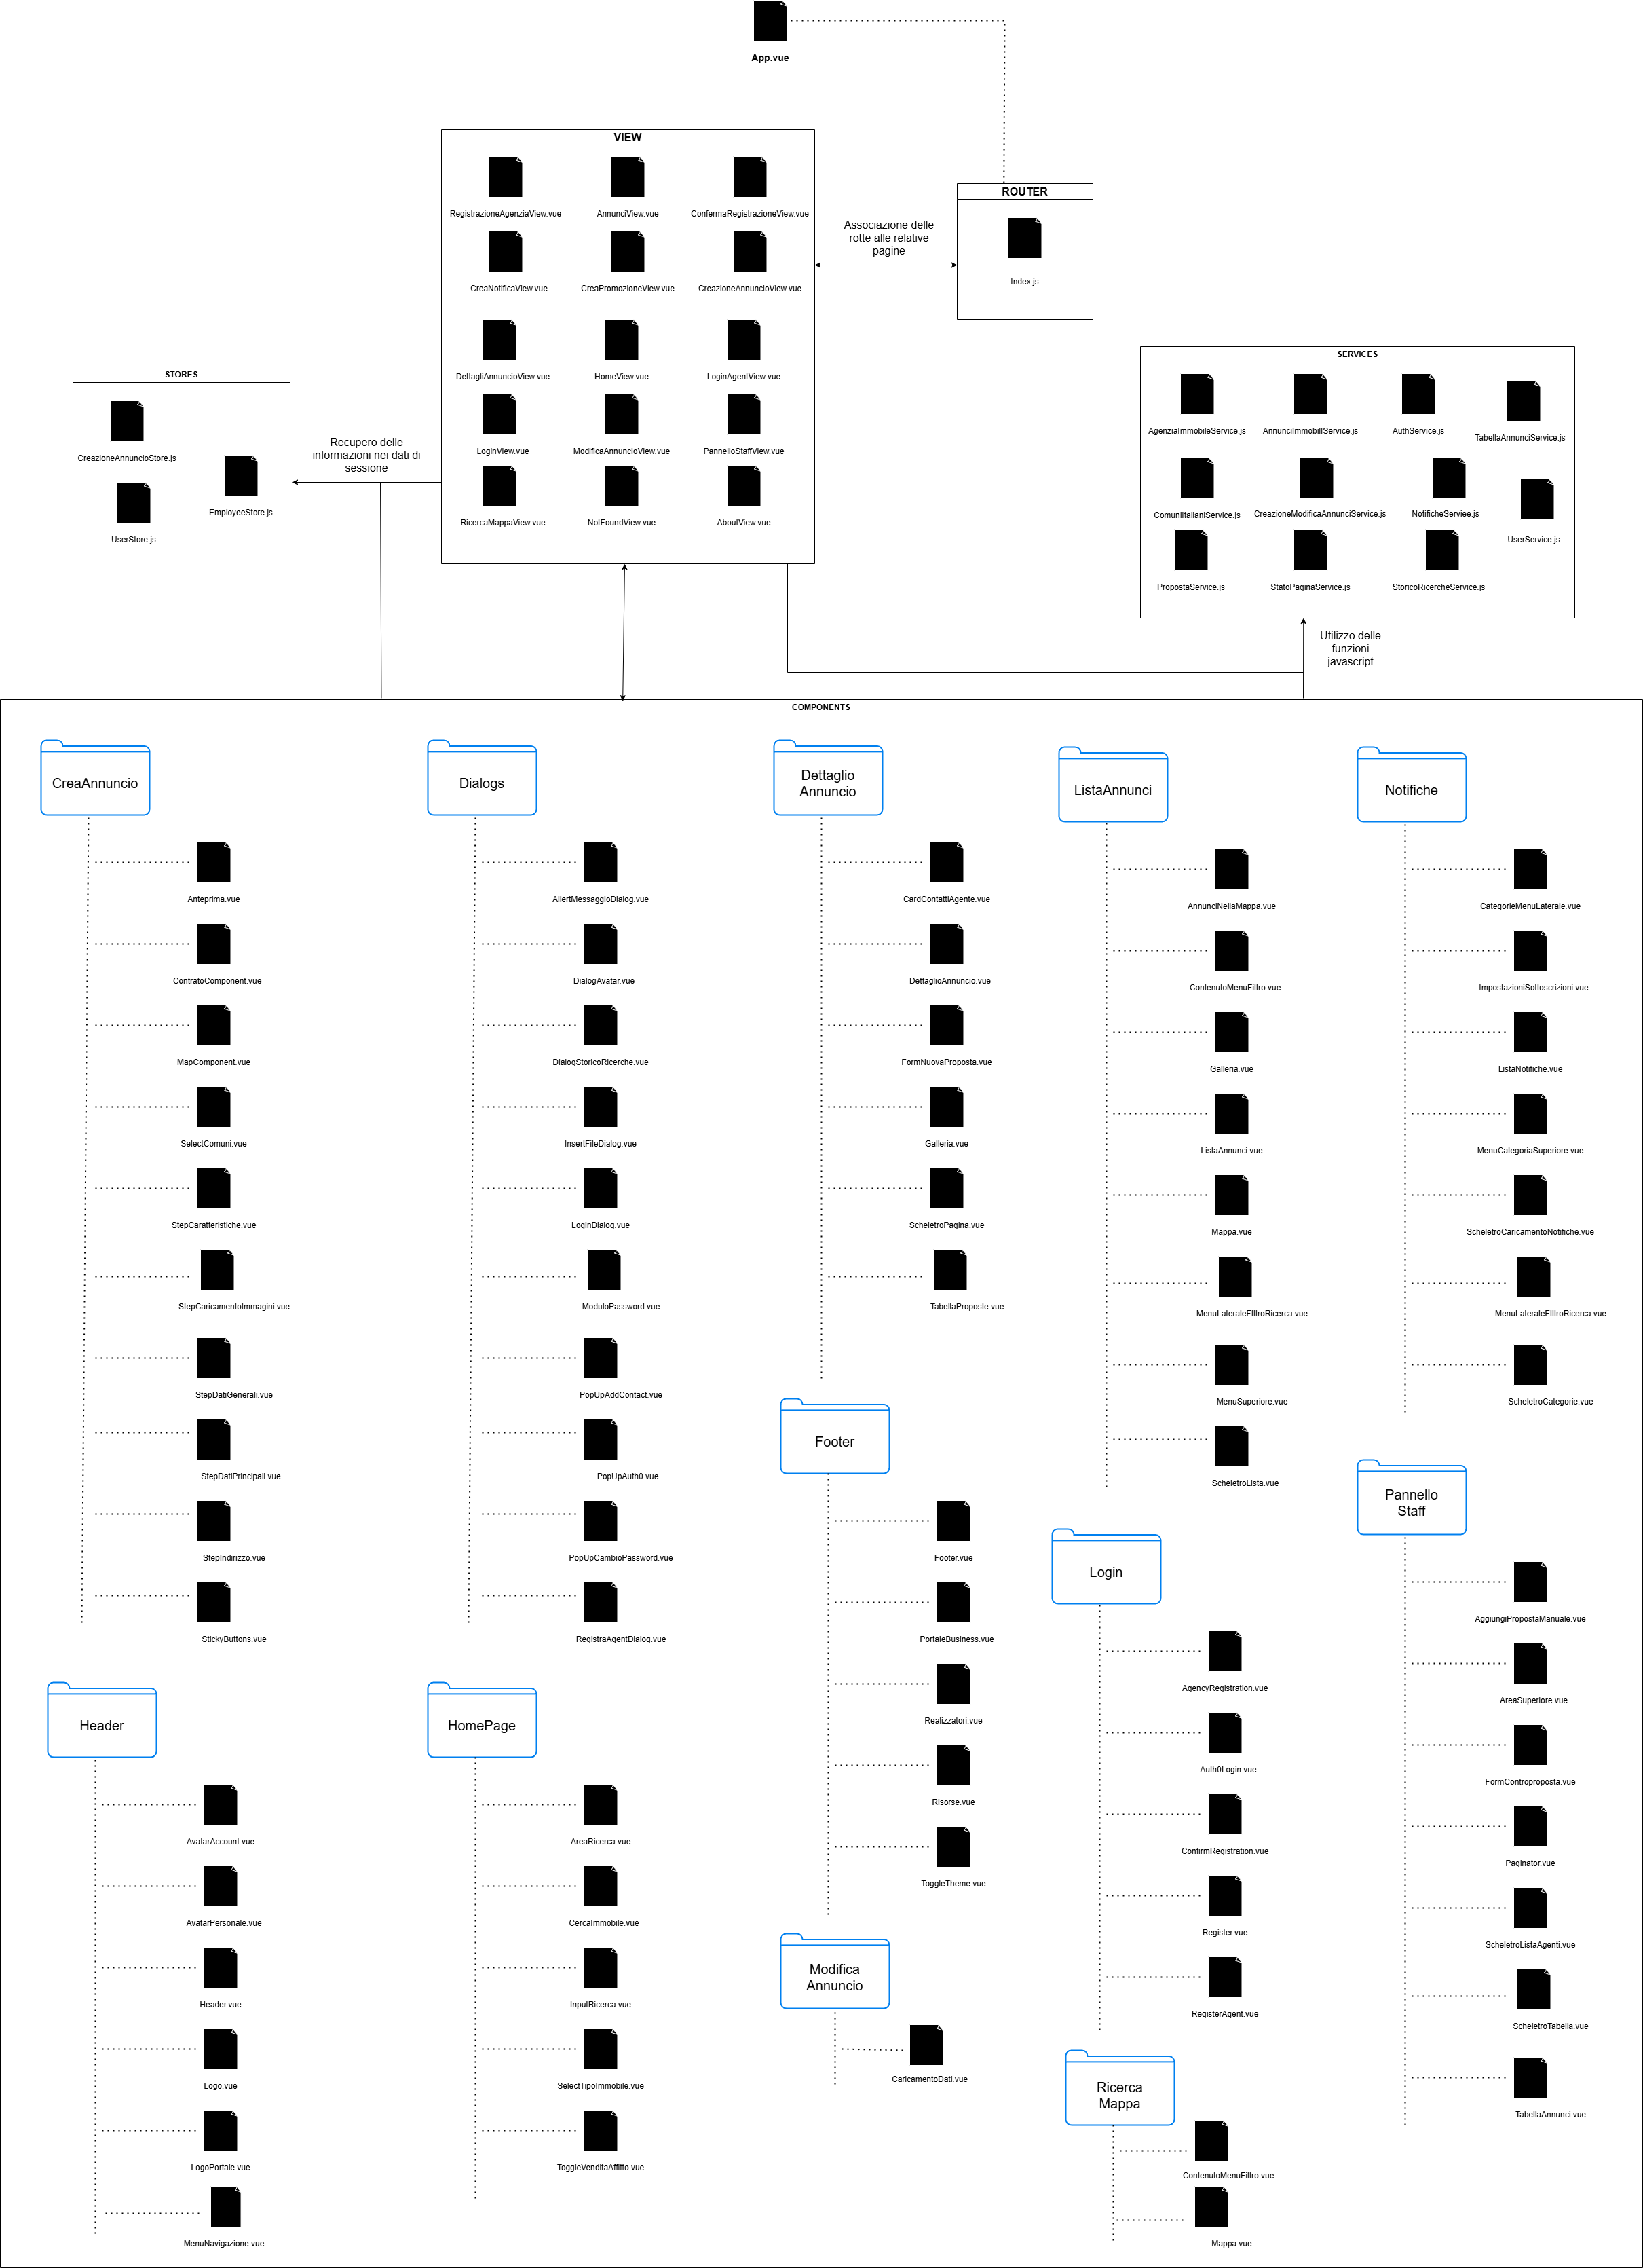 App.vue
VIEW
RegistrazioneAgenziaView.vue
AnnunciView.vue
ConfermaRegistrazioneView.vue
CreaNotificaView.vue
CreaPromozioneView.vue
CreazioneAnnuncioView.vue
DettagliAnnuncioView.vue
HomeView.vue
LoginAgentView.vue
LoginView.vue
ModificaAnnuncioView.vue
PannelloStaffView.vue
RicercaMappaView.vue
NotFoundView.vue
AboutView.vue
Associazione delle
rotte alle relative
pagine
ROUTER
Index.js
STORES
CreazioneAnnuncioStore.js
EmployeeStore.js
UserStore.js
Recupero delle
informazioni nei dati di
sessione
SERVICES
AgenziaImmobileService.js
AnnunciImmobiliService.js
AuthService.js
TabellaAnnunciService.js
ComuniItalianiService.js
CreazioneModificaAnnunciService.js
NotificheServiee.js
UserService.js
PropostaService.js
StatoPaginaService.js
StoricoRicercheService.js
Utilizzo delle
funzioni
javascript
COMPONENTS
CreaAnnuncio
Anteprima.vue
ContratoComponent.vue
MapComponent.vue
SelectComuni.vue
StepCaratteristiche.vue
StepCaricamentoImmagini.vue
StepDatiGenerali.vue
StepDatiPrincipali.vue
StepIndirizzo.vue
StickyButtons.vue
Dialogs
AllertMessaggioDialog.vue
DialogAvatar.vue
DialogStoricoRicerche.vue
InsertFileDialog.vue
LoginDialog.vue
ModuloPassword.vue
PopUpAddContact.vue
PopUpAuth0.vue
PopUpCambioPassword.vue
RegistraAgentDialog.vue
Dettaglio
Annuncio
CardContattiAgente.vue
DettaglioAnnuncio.vue
FormNuovaProposta.vue
Galleria.vue
ScheletroPagina.vue
TabellaProposte.vue
ListaAnnunci
AnnunciNellaMappa.vue
ContenutoMenuFiltro.vue
Galleria.vue
ListaAnnunci.vue
Mappa.vue
MenuLateraleFIltroRicerca.vue
MenuSuperiore.vue
ScheletroLista.vue
Notifiche
CategorieMenuLaterale.vue
ImpostazioniSottoscrizioni.vue
ListaNotifiche.vue
MenuCategoriaSuperiore.vue
ScheletroCaricamentoNotifiche.vue
MenuLateraleFIltroRicerca.vue
ScheletroCategorie.vue
Footer
Footer.vue
PortaleBusiness.vue
Realizzatori.vue
Risorse.vue
ToggleTheme.vue
Login
AgencyRegistration.vue
Auth0Login.vue
ConfirmRegistration.vue
Register.vue
RegisterAgent.vue
Pannello
Staff
AggiungiPropostaManuale.vue
AreaSuperiore.vue
FormControproposta.vue
Paginator.vue
ScheletroListaAgenti.vue
ScheletroTabella.vue
TabellaAnnunci.vue
Header
AvatarAccount.vue
AvatarPersonale.vue
Header.vue
Logo.vue
LogoPortale.vue
MenuNavigazione.vue
HomePage
AreaRicerca.vue
CercaImmobile.vue
InputRicerca.vue
SelectTipoImmobile.vue
ToggleVenditaAffitto.vue
Modifica
Annuncio
CaricamentoDati.vue
Ricerca
Mappa
ContenutoMenuFiltro.vue
Mappa.vue